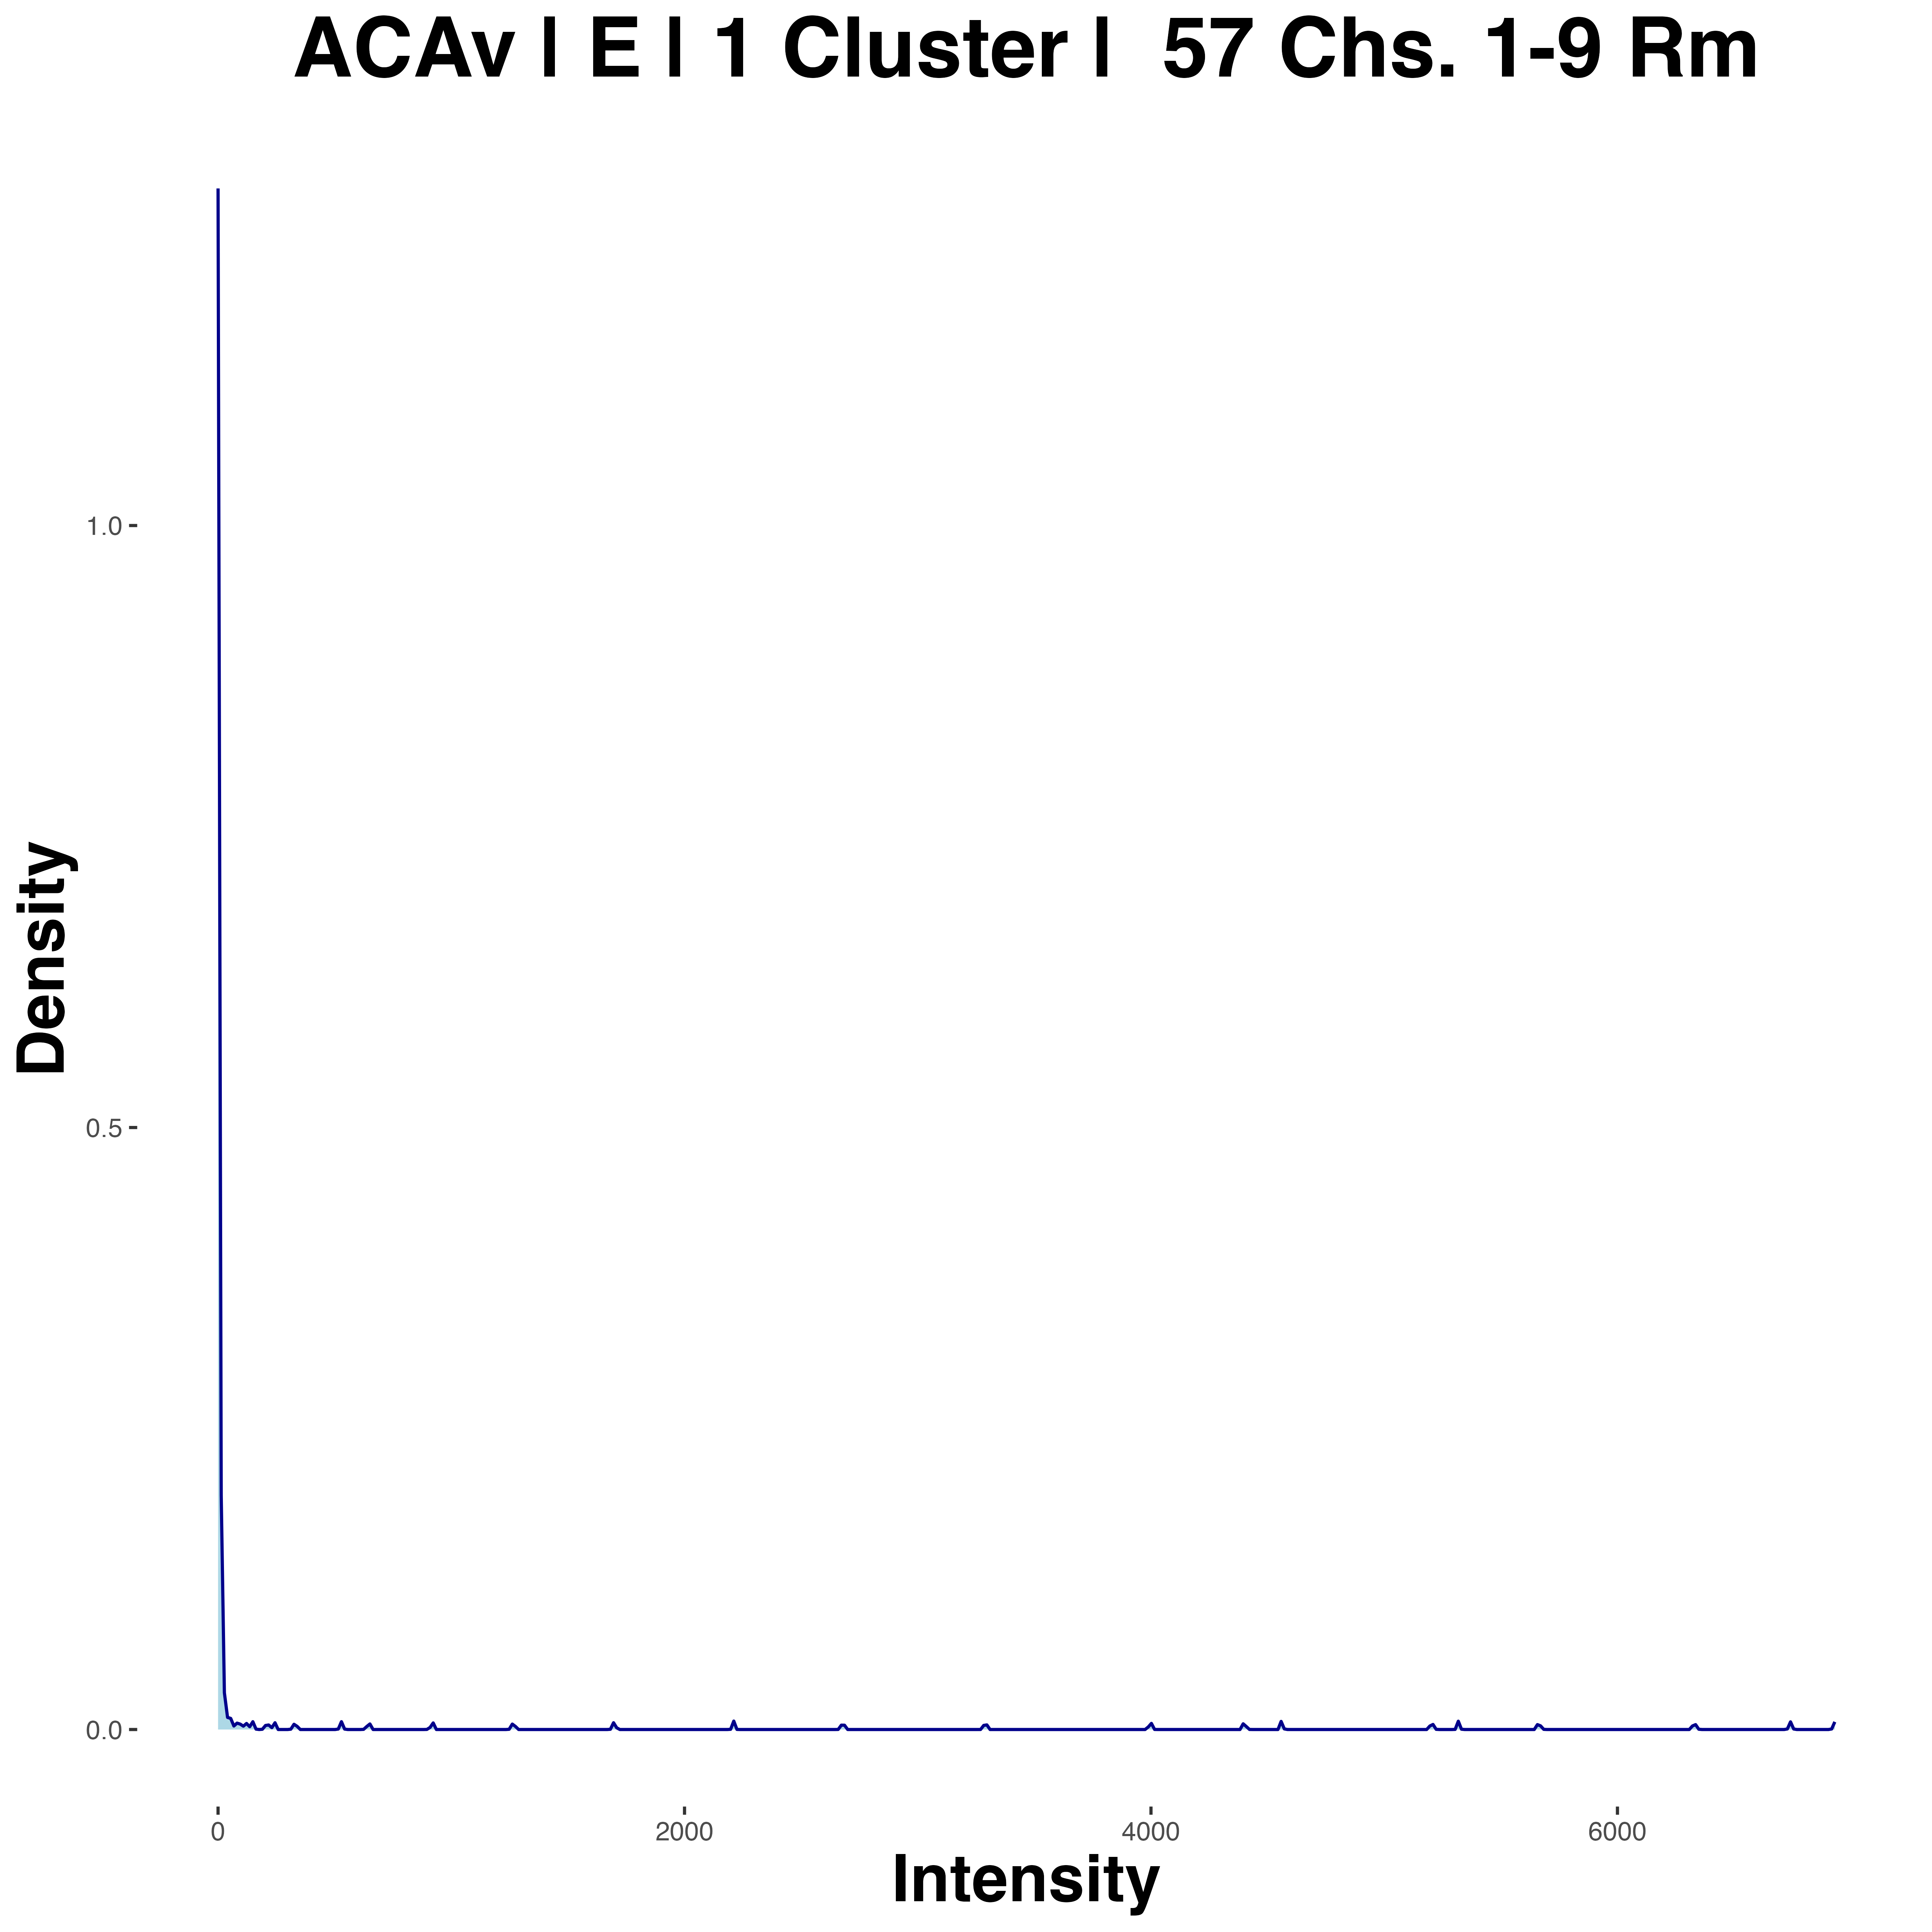 ACAv | E | 1 Cluster |  57 Chs. 1-9 Rm
1.0
Density
0.5
0.0
0 2000 4000 6000
Intensity